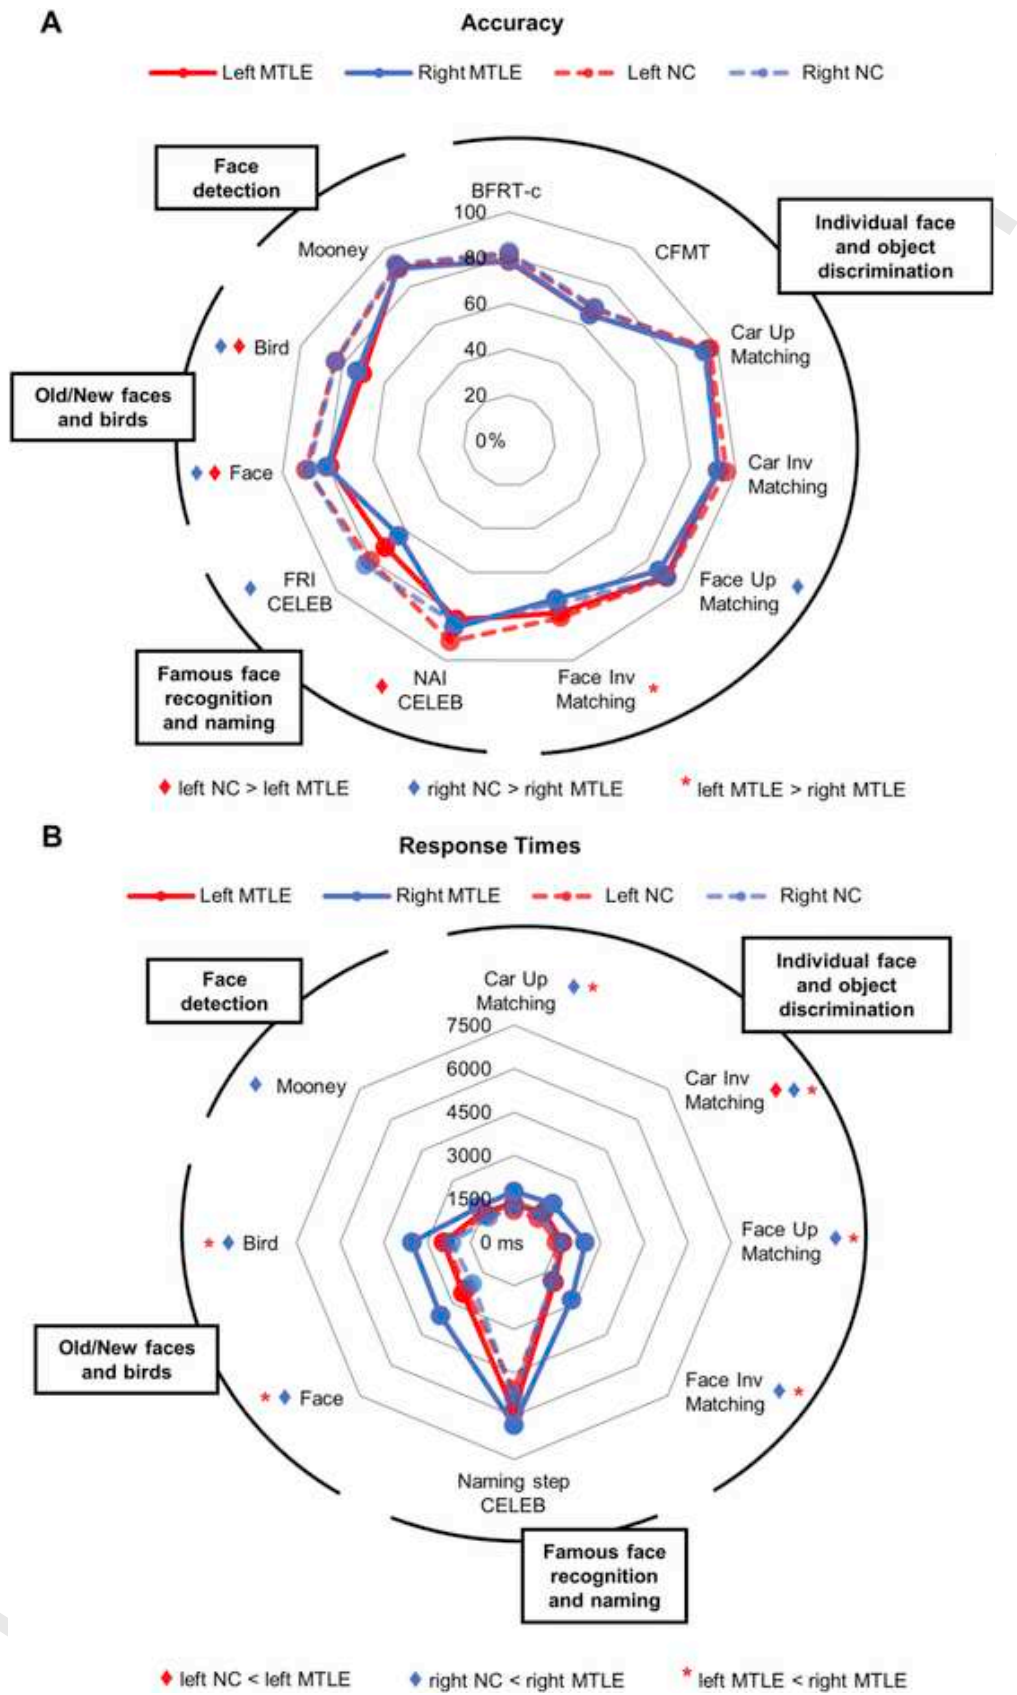 A
Accuracy
Left MTLE
Right MTLE
Left NC
Right NC
Face
detection
BFRT-c
Individual face
and object
discrimination
100
Mooney
CFMT
80
60
Car Up
Matching
Bird
40
Old/New faces
and birds
20
0%
Face
Car Inv
Matching
FRI
CELEB
Face Up
Matching
Famous face
recognition
and naming
NAI
CELEB
Face Inv
Matching
*
left NC > left MTLE
right NC > right MTLE
* left MTLE > right MTLE
B
Response Times
Left MTLE
Right MTLE
Left NC
Right NC
Face
detection
Car Up
Matching
*
Individual face
and object
discrimination
7500
6000
Mooney
Car Inv
Matching
*
4500
3000
1500
* Bird
0 ms
Face Up
Matching
*
Old/New faces
and birds
* Face
Face Inv
Matching
*
Naming step
CELEB
Famous face
recognition
and naming
left NC < left MTLE
right NC < right MTLE
* left MTLE < right MTLE